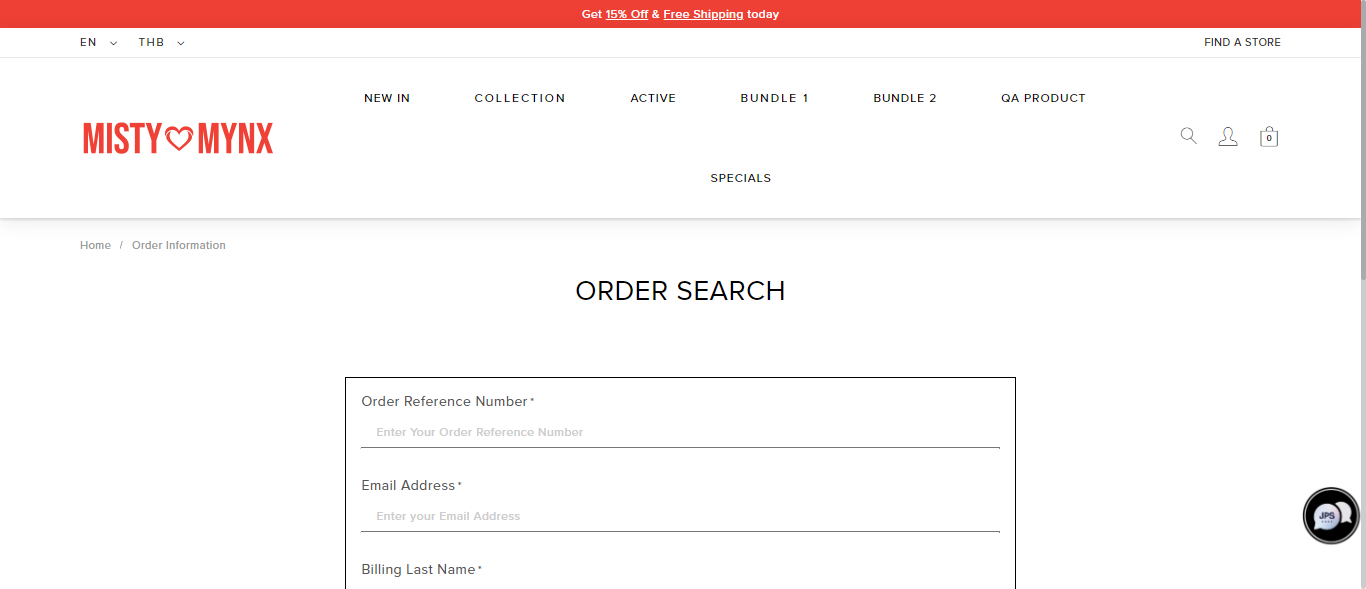 Get 15% Off & Free Shipping today
EN THB FIND A STORE
NEW IN COLLECTION ACTIVE BUNDLE 1 BUNDLE 2 QA PRODUCT
MISTY MYNX
0
SPECIALS
Home / Order Information
ORDER SEARCH
Order Reference Number*
Enter Your Order Reference Number
Email Address*
Enter your Email Address
JPS
Billing Last Name*